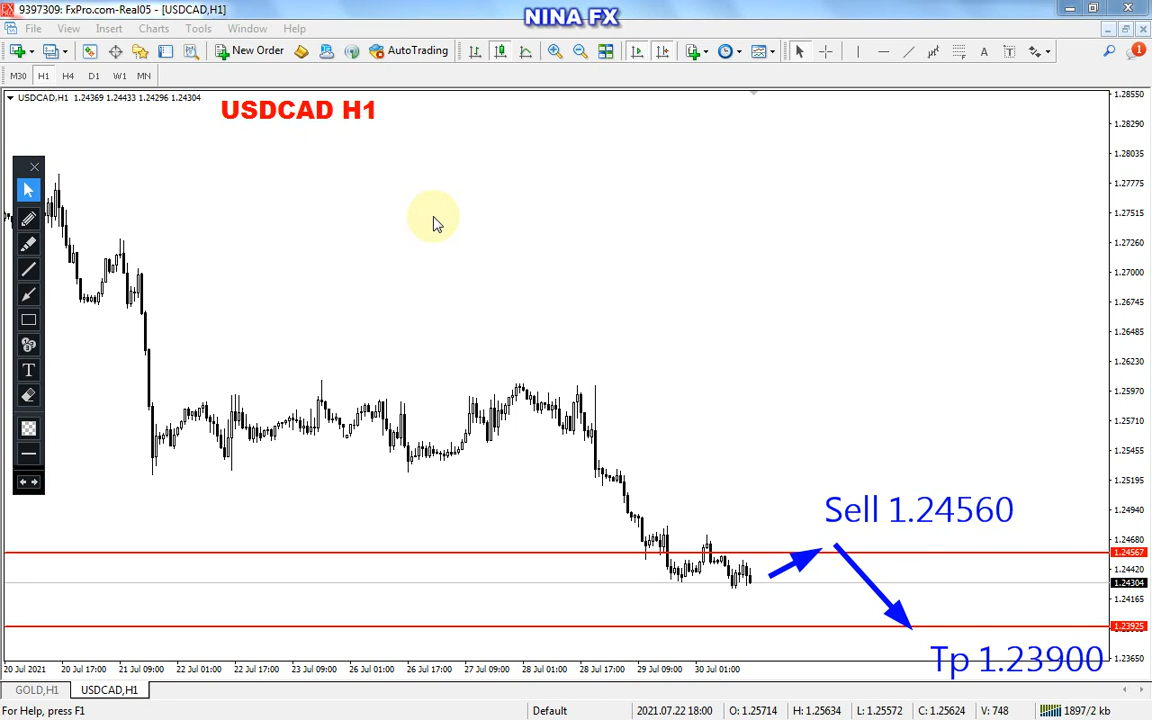 9397309: FxPro.com-Real05 - [USDCAD,H1]
NINA FX
File View Insert Charts Tools Window Help
New Order AutoTrading
1
M30 H1 H4 D1 W1 MN
USDCAD,H1 1.24369 1.24433 1.24296 1.24304
USDCAD H1
1.28550
1.28290
1.28035
1.27775
1.27515
1.27260
1.27000
1.26745
1.26485
1.26230
1.25970
1.25710
1.25455
1.25195
Sell 1.24560
1.24940
1.24680
1.24567
1.24420
1.24304
1.24165
1.23925
Tp 1.23900
1.23650
20 Jul 2021 20 Jul 17:00 21 Jul 09:00 22 Jul 01:00 22 Jul 17:00 23 Jul 09:00 26 Jul 01:00 26 Jul 17:00 27 Jul 09:00 28 Jul 01:00 28 Jul 17:00 29 Jul 09:00 30 Jul 01:00
GOLD,H1 USDCAD,H1
For Help, press F1 Default 2021.07.22 18:00 O: 1.25714 H: 1.25634 L: 1.25572 C: 1.25624 V: 748 1897/2 kb